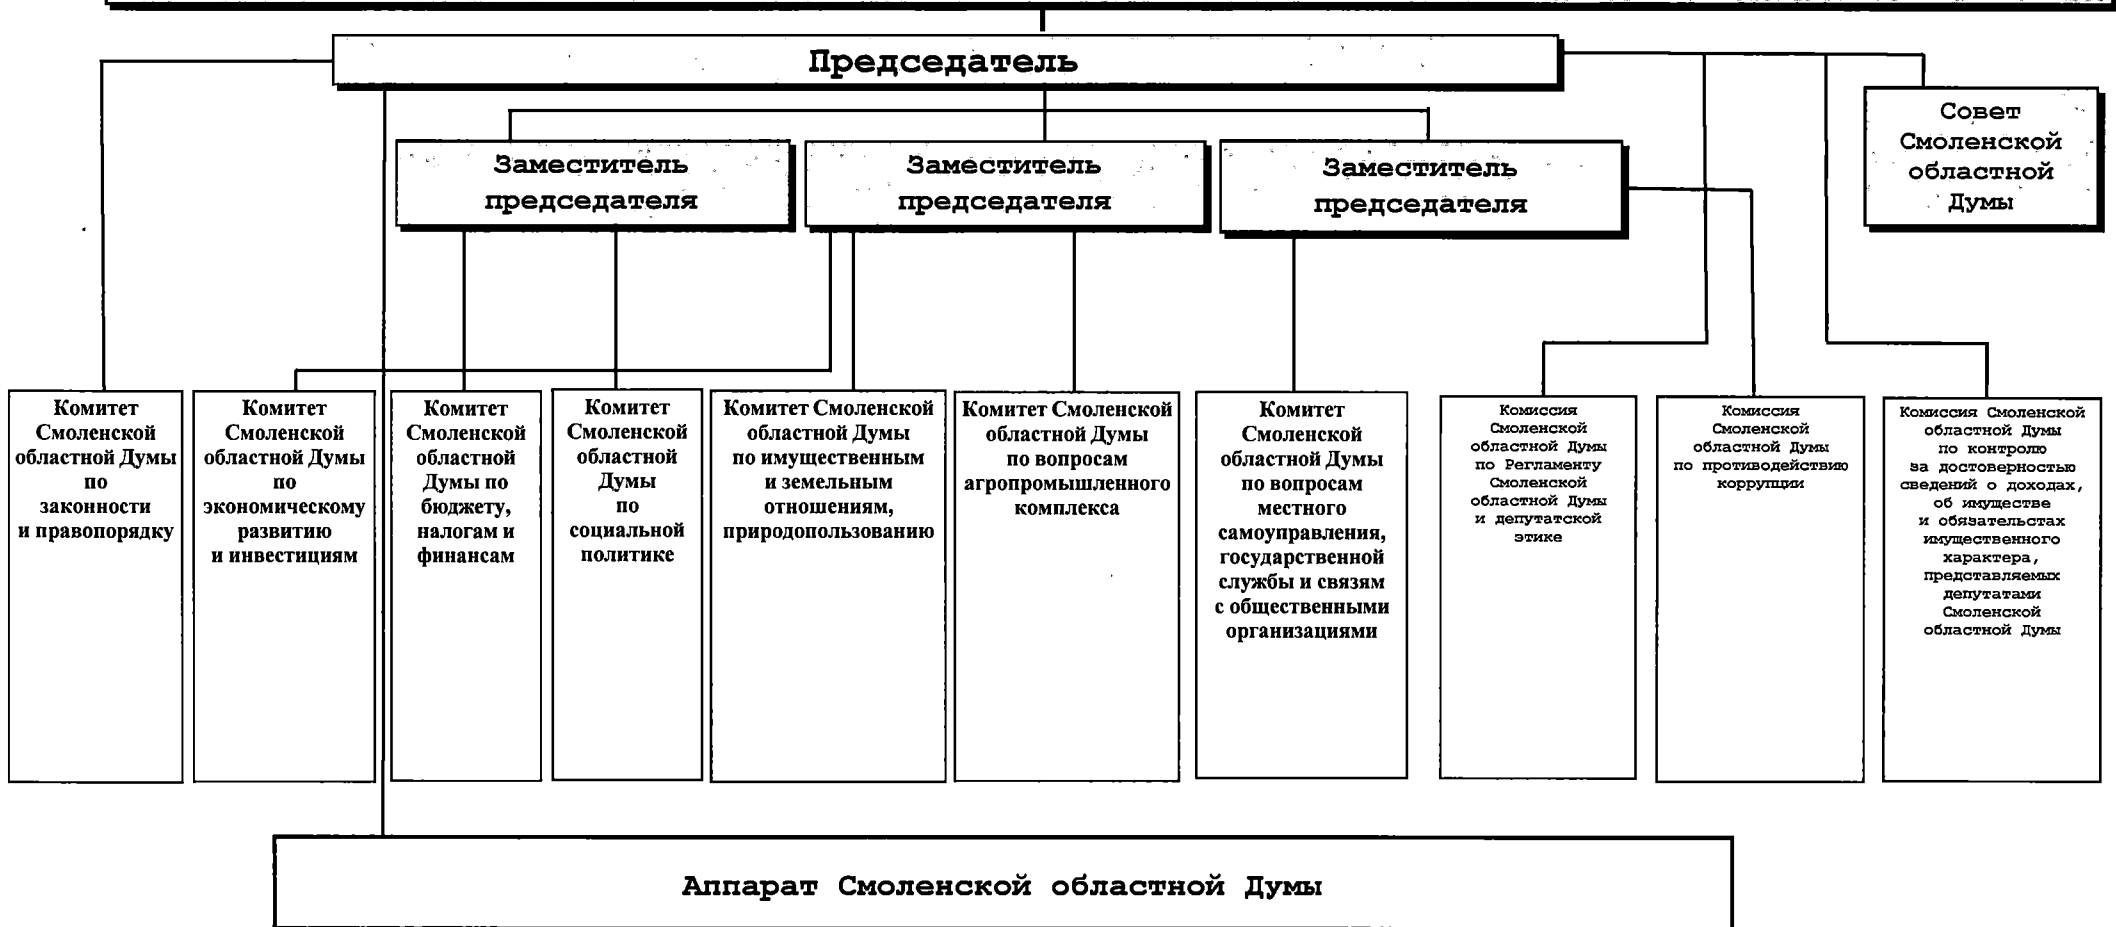 Председатель
Совет
Смоленской
областной
Думы
Заместитель
председателя
Заместитель
председателя
Заместитель
председателя
Комитет
Смоленской
областной Думы
по
законности
и правопорядку
Комитет
Смоленской
областной Думы
по
экономическому
развитию
и инвестициям
Комитет
Смоленской
областной
Думы по
бюджету,
налогам и
финансам
Комитет
Смоленской
областной
Думы
по
социальной
политике
Комитет Смоленской
областной Думы
по имущественным
и земельным
отношениям,
природопользованию
Комитет Смоленской
областной Думы
по вопросам
агропромышленного
комплекса
Комитет
Смоленской
областной Думы
по вопросам
местного
самоуправления,
государственной
службы и связям
с общественными
организациями
Комиссия
Смоленской
областной Думы
по Регламенту
Смоленской
областной Думы
и депутатской
этике
Комиссия
Смоленской
областной Думы
по противодействию
коррупции
Комиссия Смоленской
областной Думы
по контролю
за достоверностью
сведений о доходах,
об имуществе
и обязательстах
имущественного
характера,
представляемых
депутатами
Смоленской
областной Думы
Аппарат Смоленской областной Думы